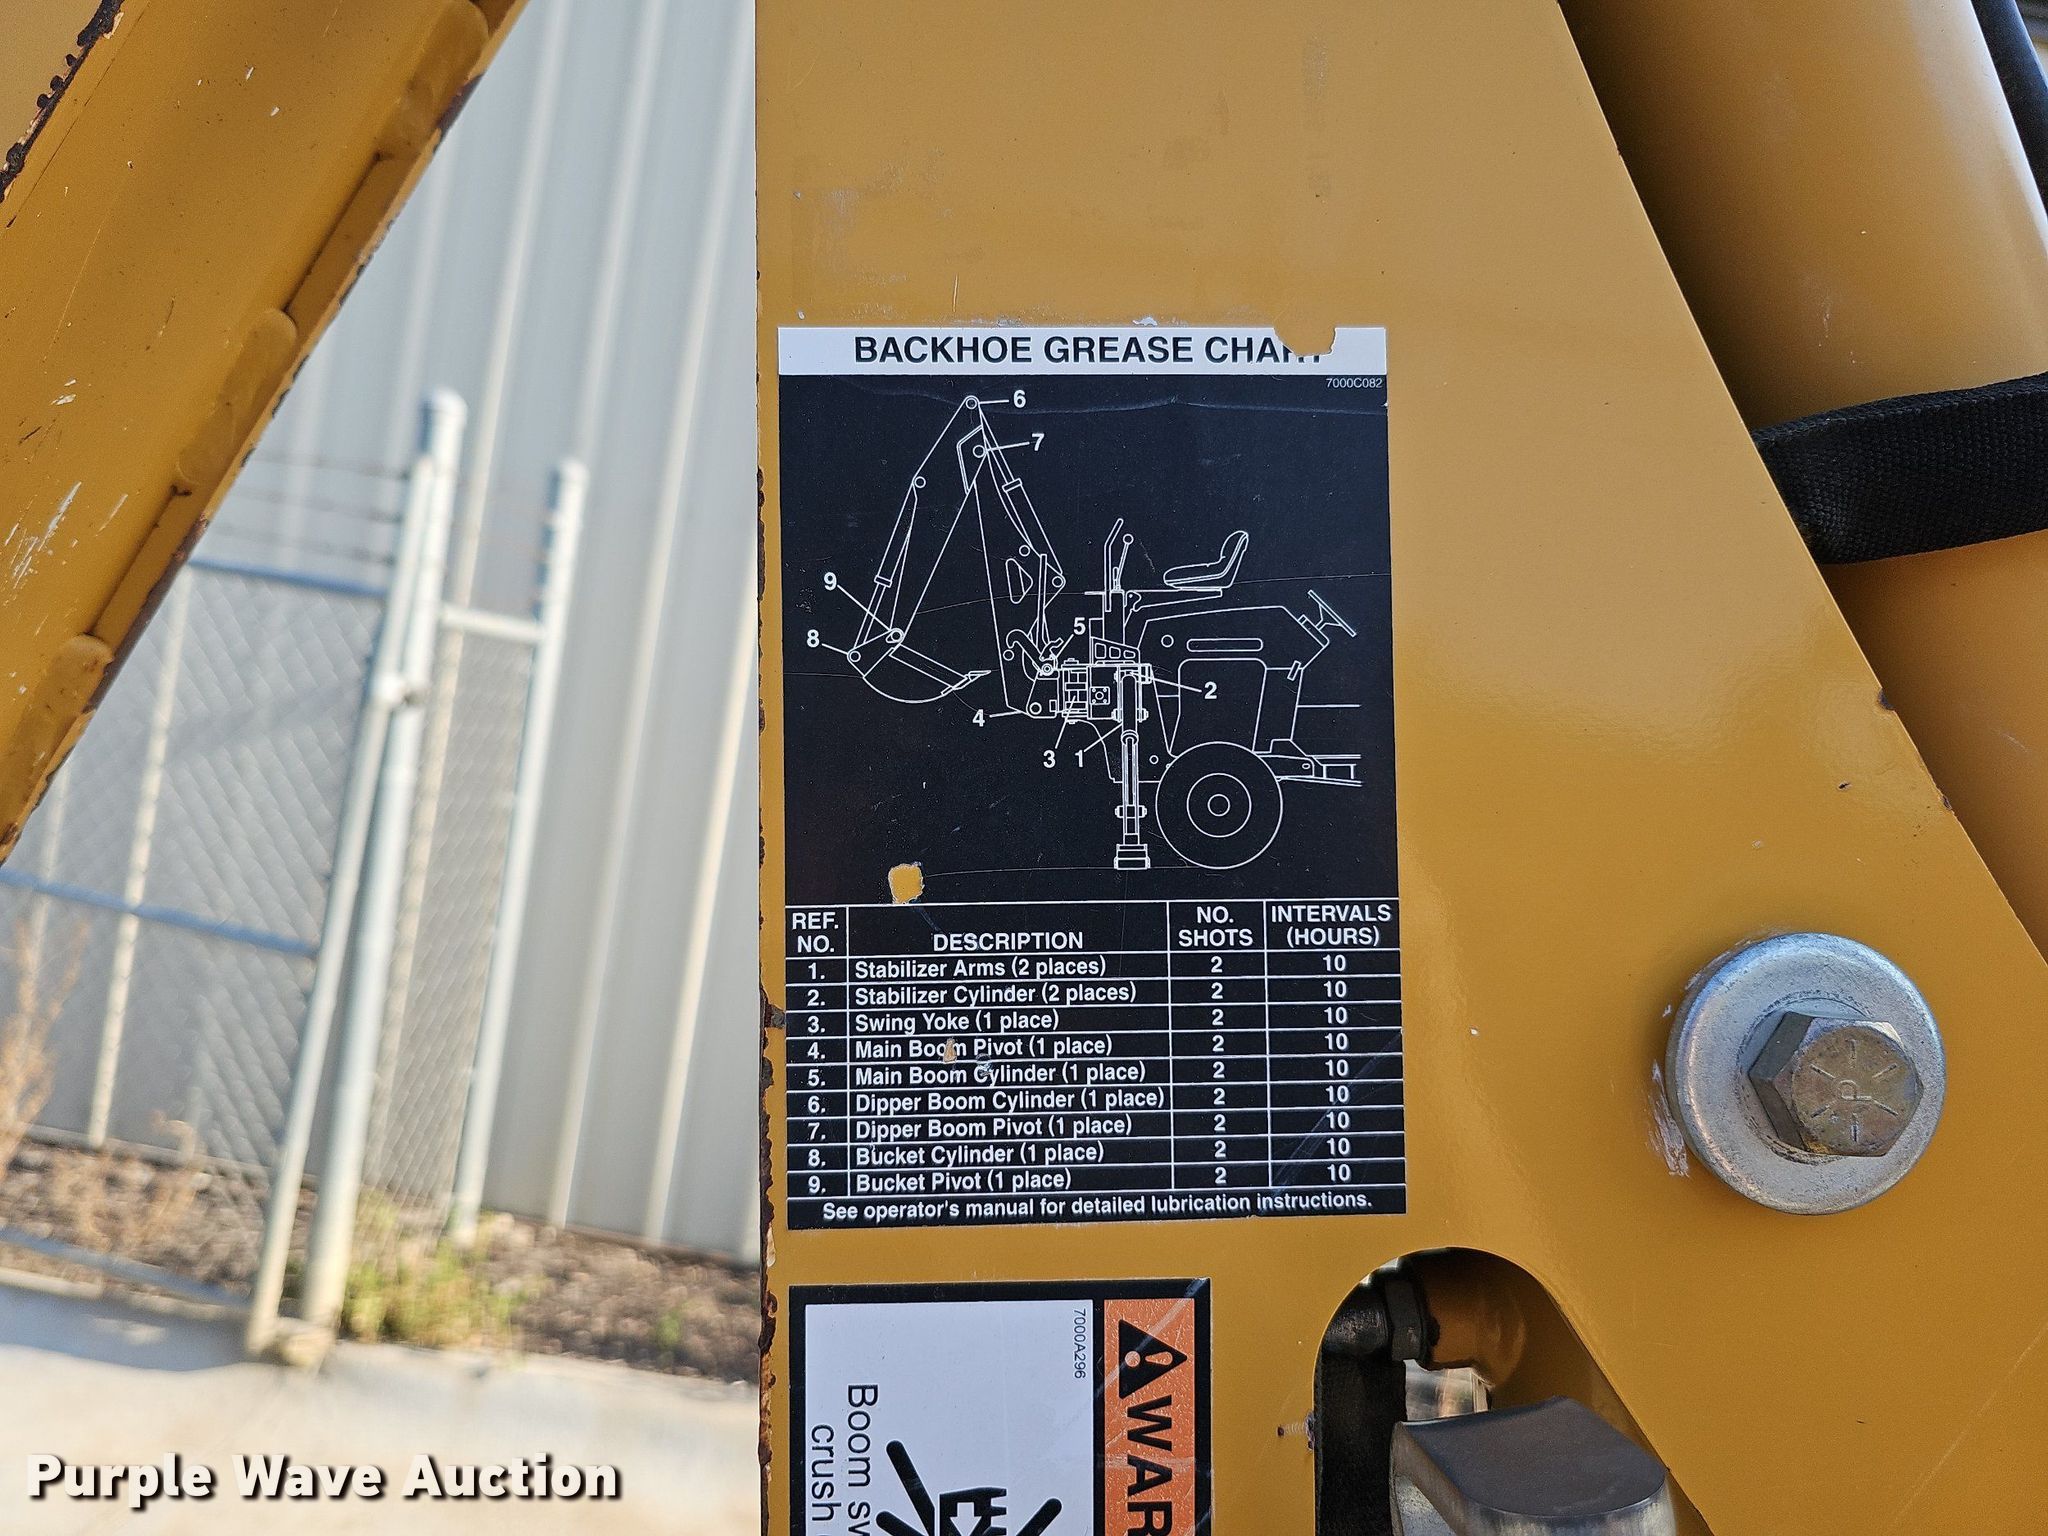 BACKHOE GREASE CHART
7000C082
6
7
9
8
5
2
4
3 1
REF. NO. DESCRIPTION NO. SHOTS INTERVALS (HOURS)
1. Stabilizer Arms (2 places) 2 10
2. Stabilizer Cylinder (2 places) 2 10
3. Swing Yoke (1 place) 2 10
4. Main Boom Pivot (1 place) 2 10
5. Main Boom Cylinder (1 place) 2 10
6. Dipper Boom Cylinder (1 place) 2 10
7. Dipper Boom Pivot (1 place) 2 10
8. Bucket Cylinder (1 place) 2 10
9. Bucket Pivot (1 place) 2 10
See operator's manual for detailed lubrication instructions.
WAR
7000A296
Boom sw
crush
P
Purple Wave Auction